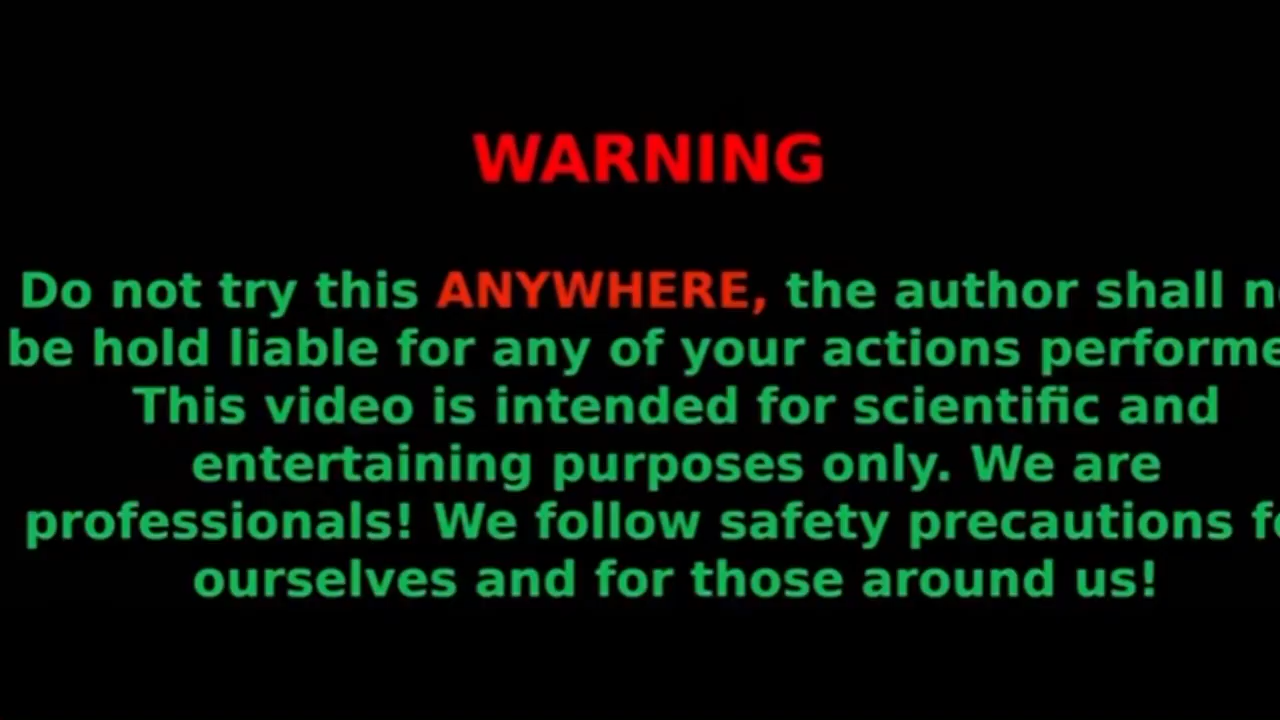 WARNING
Do not try this ANYWHERE, the author shall
be hold liable for any of your actions
This video is intended for scientific and
entertaining purposes only. We are
professionals! We follow safety precautions
ourselves and for those around us!